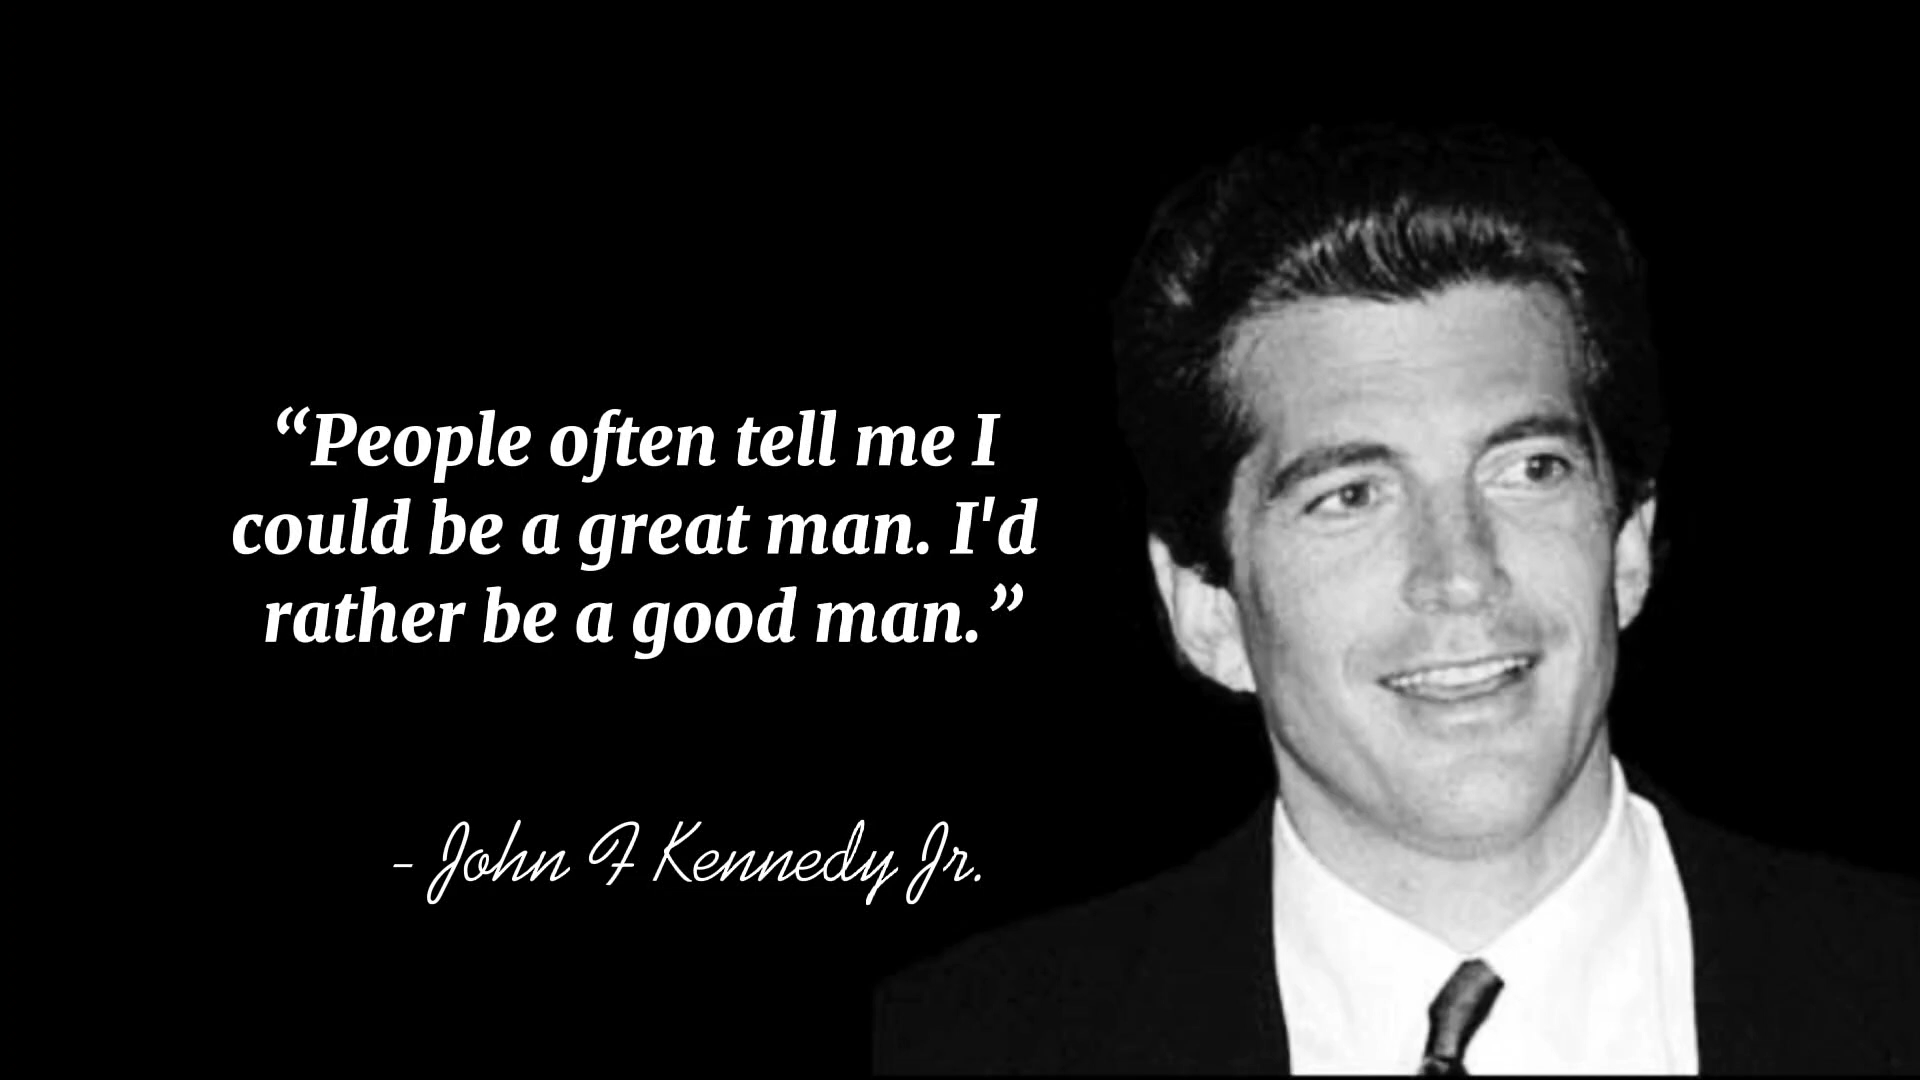 “People often tell me I
could be a great man. I'd
rather be a good man.”
- John F Kennedy Jr.